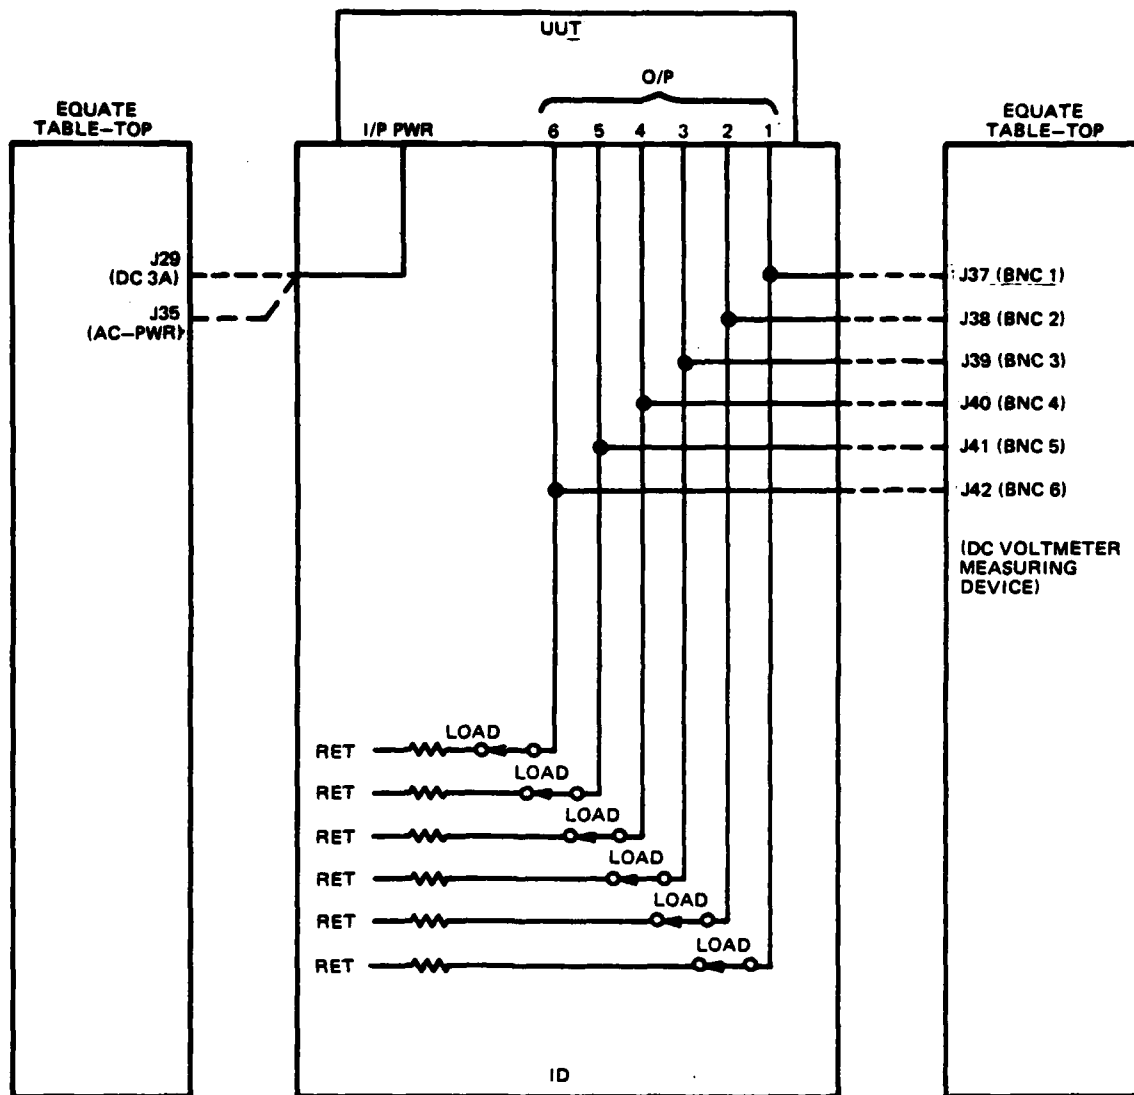 UUT
O/P
EQUATE
TABLE-TOP
EQUATE
TABLE-TOP
I/P PWR
6 5 4 3 2 1
J29
(DC 3A)
J35
(AC-PWR)
J37 (BNC 1)
J38 (BNC 2)
J39 (BNC 3)
J40 (BNC 4)
J41 (BNC 5)
J42 (BNC 6)
(DC VOLTMETER
MEASURING
DEVICE)
LOAD
RET
LOAD
RET
LOAD
RET
LOAD
RET
LOAD
RET
LOAD
RET
ID